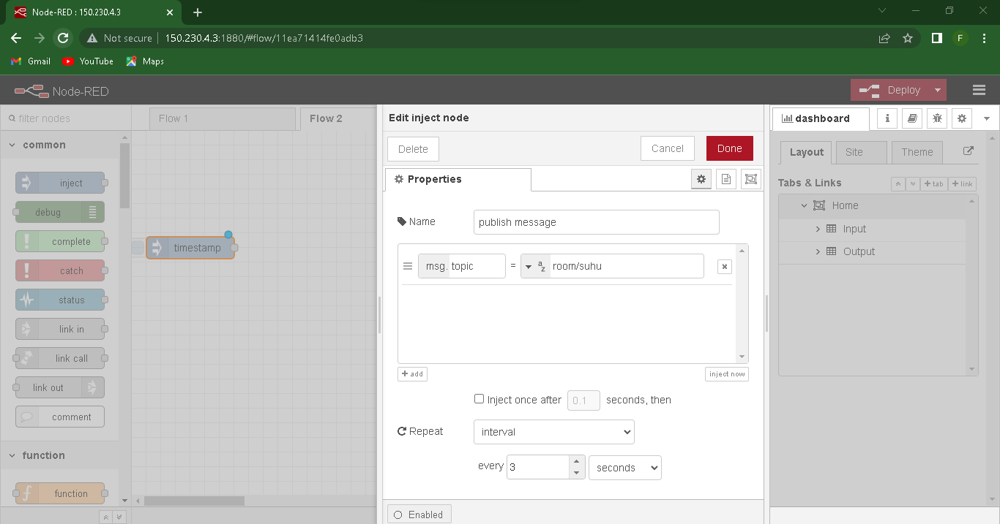 Node-RED : 150.230.4.3
Not secure 150.230.4.3:1880/#flow/11ea71414fe0adb3
F
Gmail YouTube Maps
Node-RED
Deploy
filter nodes
Flow 1
Flow 2
common
inject
debug
complete
catch
status
link in
link call
link out
comment
function
function
timestamp
Edit inject node
Delete
Cancel
Done
Properties
Name
publish message
msg. topic = az room/suhu
add
inject now
Inject once after 0.1 seconds, then
Repeat
interval
every 3 seconds
Enabled
dashboard
i
Layout
Site
Theme
Tabs & Links
+ tab
+ link
Home
Input
Output